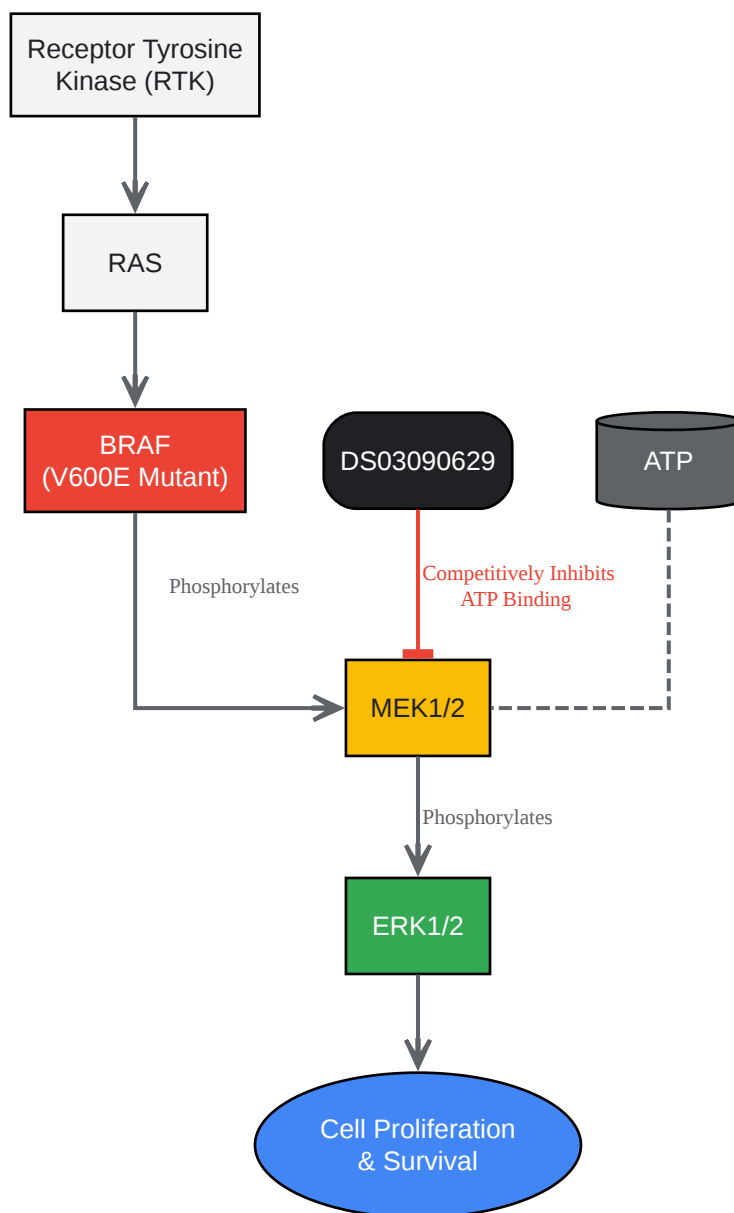 Receptor Tyrosine
Kinase (RTK)
RAS
BRAF
(V600E Mutant)
DS03090629
ATP
Phosphorylates
Competitively Inhibits
ATP Binding
MEK1/2
Phosphorylates
ERK1/2
Cell Proliferation
& Survival